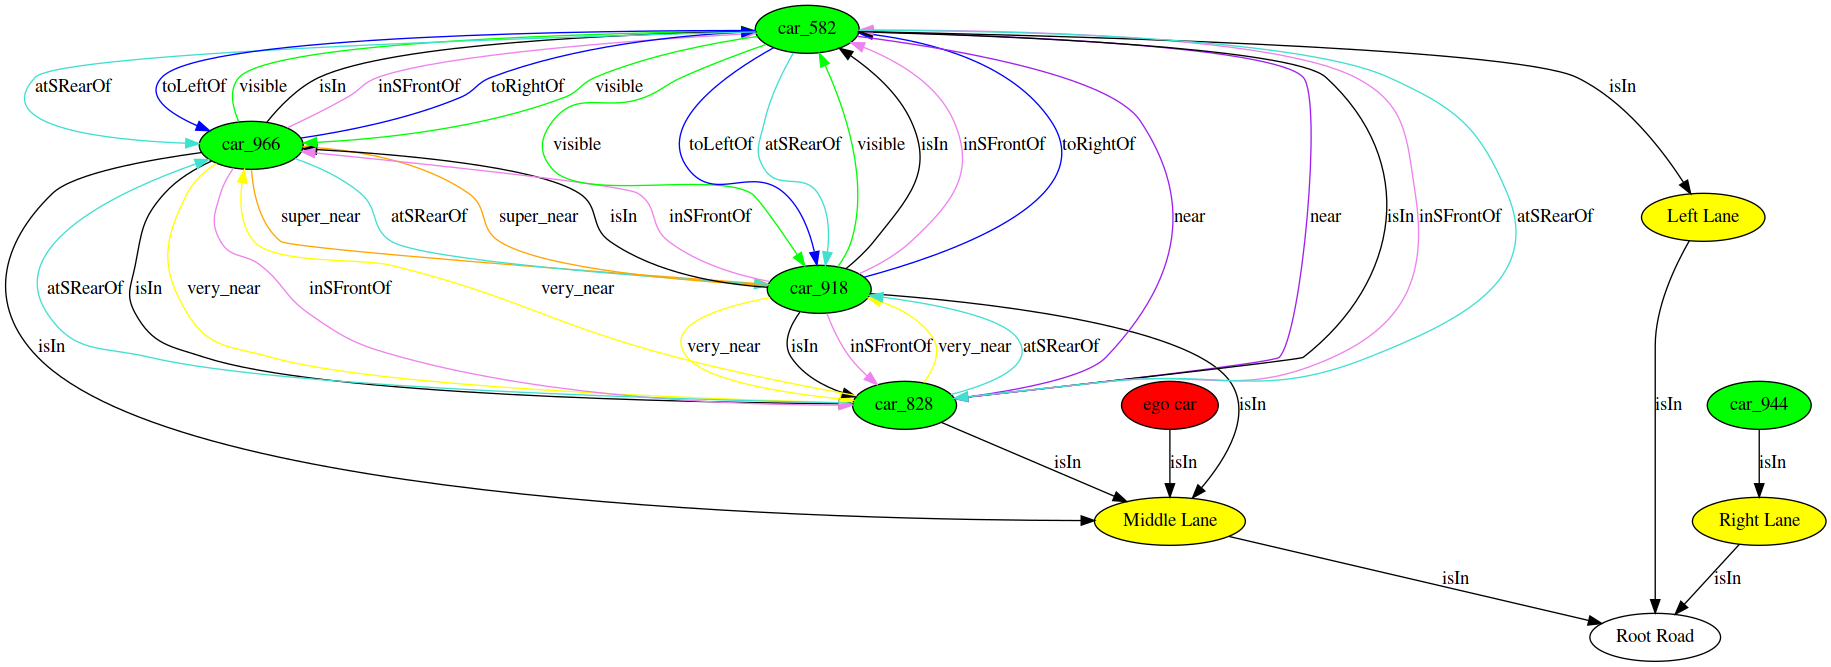 car_582
atSRearOf
toLeftOf
visible
isIn
inSFrontOf
toRightOf
visible
isIn
car_966
visible
toLeftOf
atSRearOf
visible
isIn
inSFrontOf
toRightOf
super_near
atSRearOf
super_near
isIn
inSFrontOf
near
near
isIn
inSFrontOf
atSRearOf
Left Lane
atSRearOf
isIn
very_near
inSFrontOf
very_near
car_918
isIn
very_near
isIn
inSFrontOf
very_near
atSRearOf
car_828
ego car
isIn
isIn
car_944
isIn
isIn
isIn
Middle Lane
Right Lane
isIn
isIn
Root Road